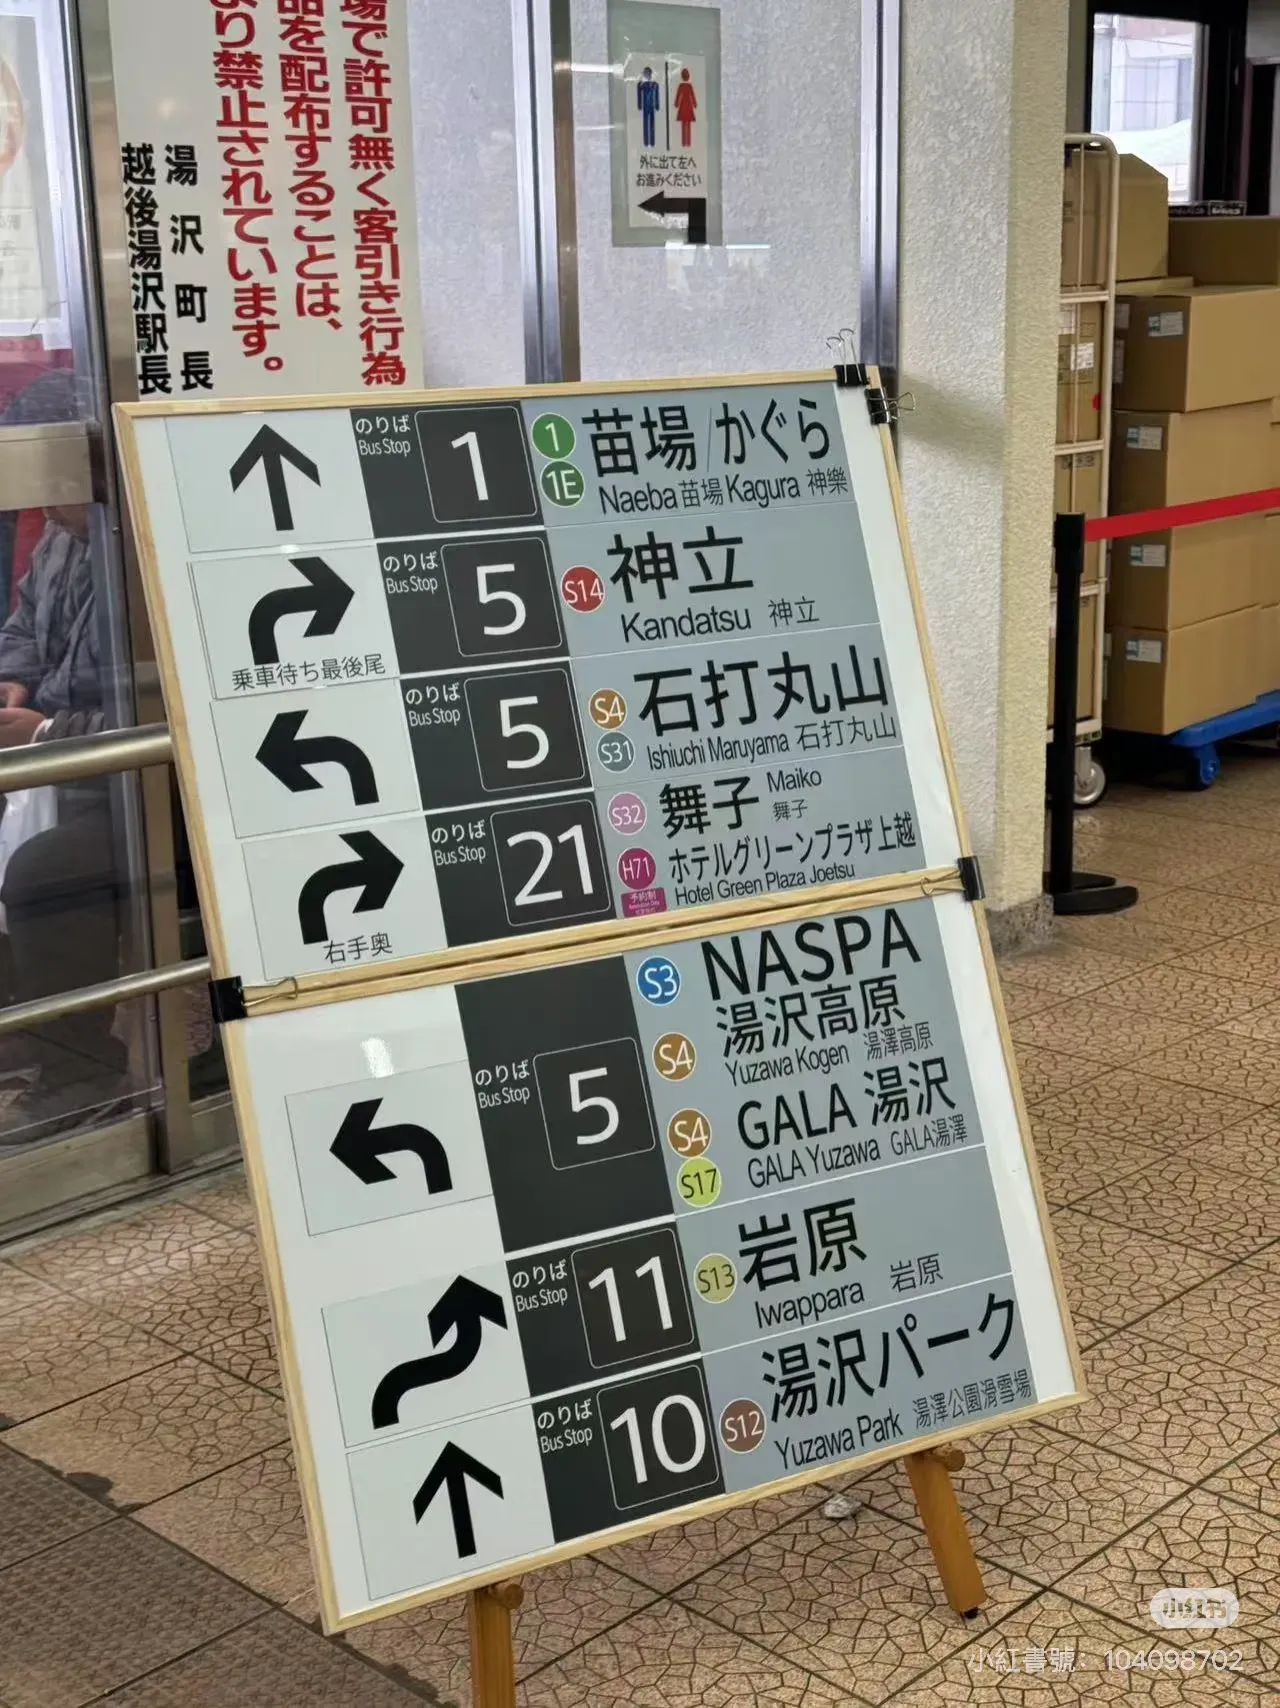 場で許可無く客引き行為
品を配布することは、
より禁止されています。
湯沢町長
越後湯沢駅長
外に出て左へ
お進みください
のりば
Bus Stop
1
1
1E
苗場/かぐら
Naeba 苗場 Kagura 神樂
乗車待ち最後尾
のりば
Bus Stop
5
S14
神立
Kandatsu 神立
のりば
Bus Stop
5
S4
S31
石打丸山
Ishiuchi Maruyama 石打丸山
右手奥
のりば
Bus Stop
21
S32
舞子
Maiko
舞子
H71
予約制
ホテルグリーンプラザ上越
Hotel Green Plaza Joetsu
のりば
Bus Stop
5
S3
NASPA
S4
湯沢高原
Yuzawa Kogen 湯澤高原
S4
S17
GALA 湯沢
GALA Yuzawa GALA湯澤
のりば
Bus Stop
11
S13
岩原
Iwappara 岩原
のりば
Bus Stop
10
S12
湯沢パーク
Yuzawa Park 湯澤公園滑雪場
小红书
小紅書號: 104098702